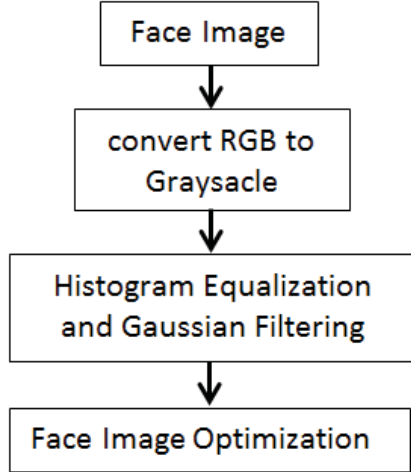 Face Image
convert RGB to
Graysacle
Histogram Equalization
and Gaussian Filtering
Face Image Optimization